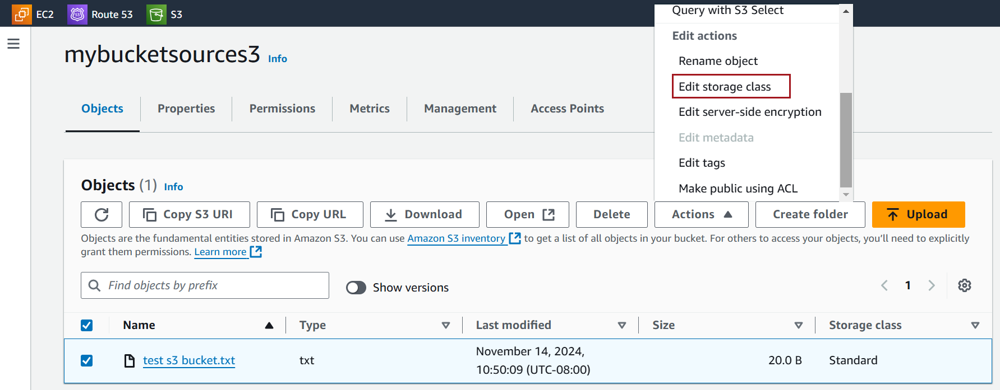 EC2 Route 53 S3
Query with S3 Select
Edit actions
Rename object
Edit storage class
Edit server-side encryption
Edit metadata
Edit tags
Make public using ACL
mybucketsources3 Info
Objects Properties Permissions Metrics Management Access Points
Objects (1) Info
Copy S3 URI Copy URL Download Open Delete Actions Create folder Upload
Objects are the fundamental entities stored in Amazon S3. You can use Amazon S3 inventory to get a list of all objects in your bucket. For others to access your objects, you’ll need to explicitly
grant them permissions. Learn more
Find objects by prefix Show versions 1
Name Type Last modified Size Storage class
test s3 bucket.txt txt November 14, 2024, 20.0 B Standard
10:50:09 (UTC-08:00)